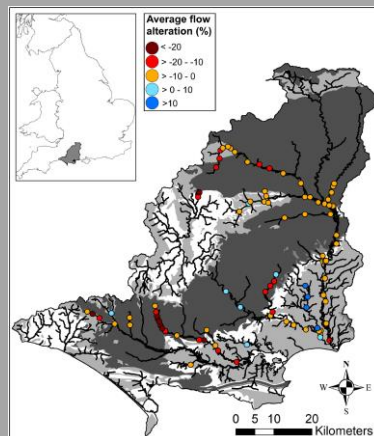 Average flow
alteration (%)
< -20
> -20 - -10
> -10 - 0
> 0 - 10
>10
N
W E
S
0 5 10 20
Kilometers